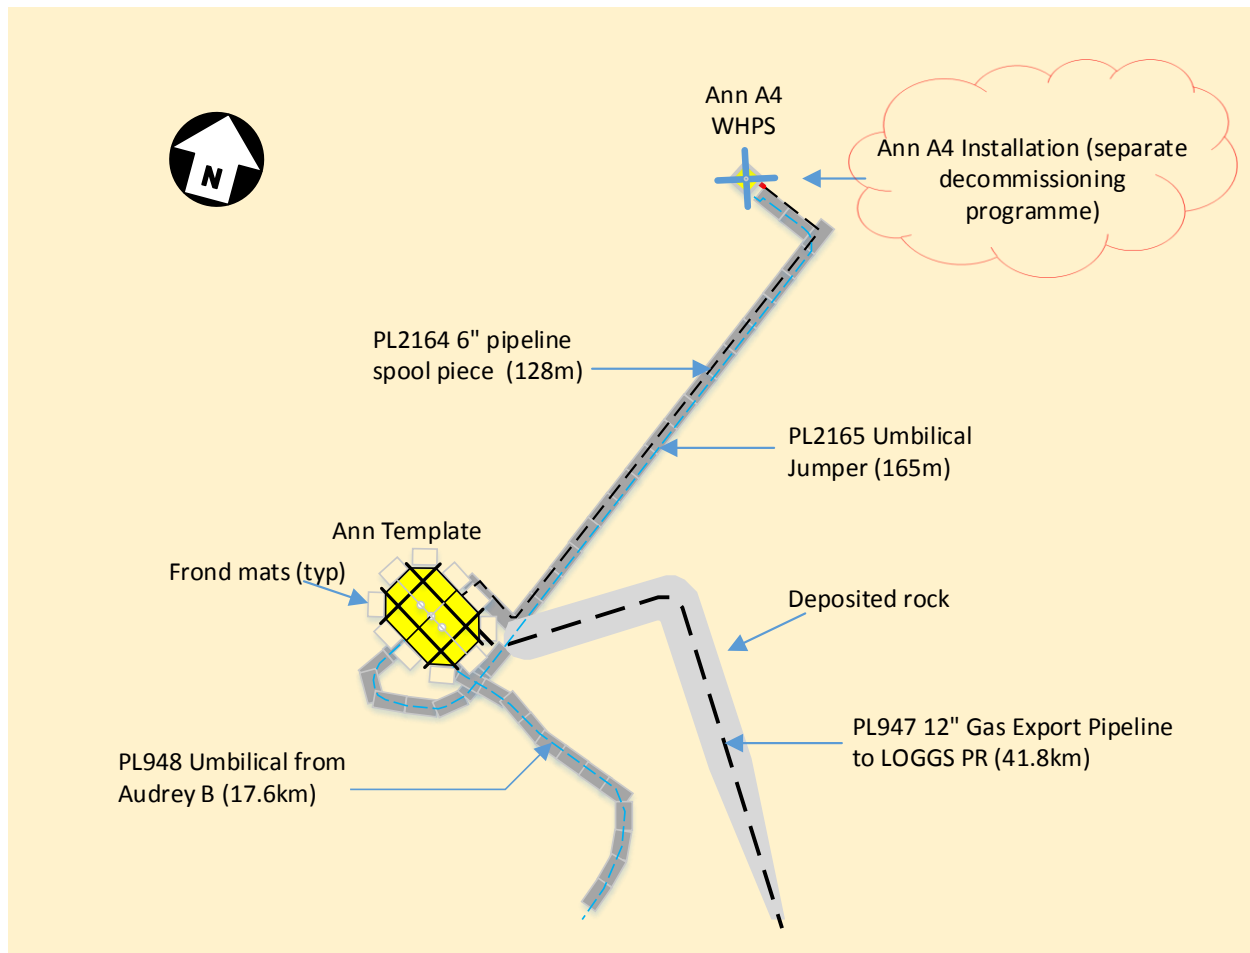 Ann A4
WHPS
N
Ann A4 Installation (separate
decommissioning
programme)
PL2164 6" pipeline
spool piece  (128m)
PL2165 Umbilical
Jumper (165m)
Ann Template
Frond mats (typ)
Deposited rock
PL947 12" Gas Export Pipeline
to LOGGS PR (41.8km)
PL948 Umbilical from
Audrey B (17.6km)